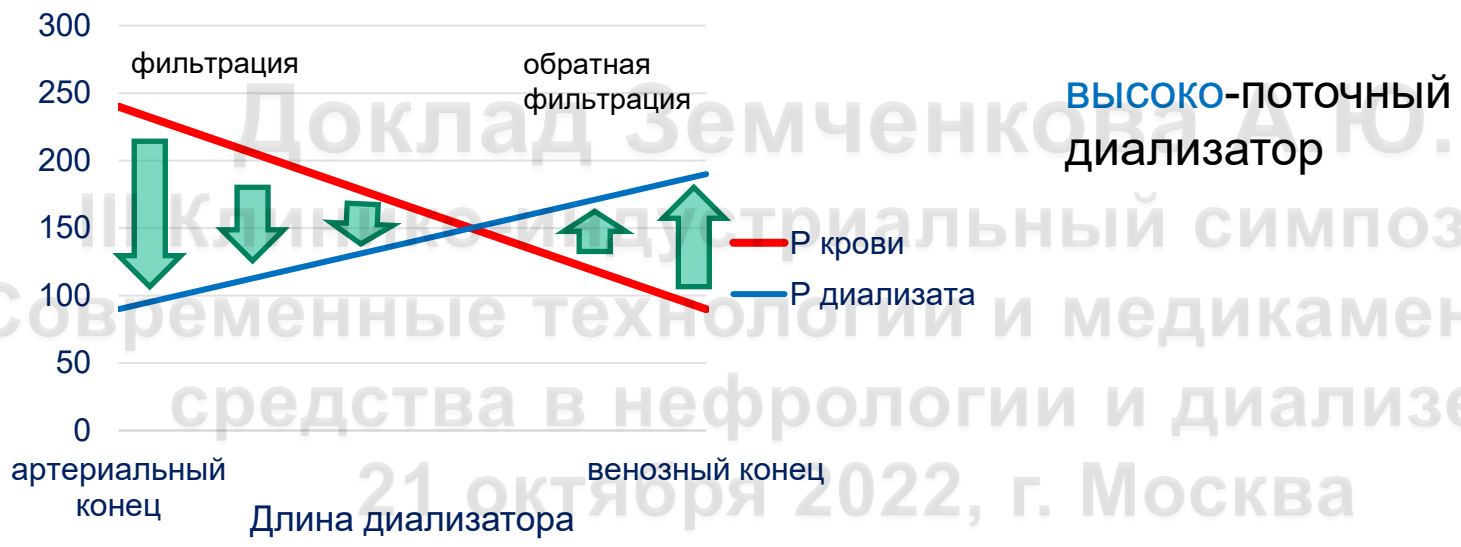 300
фильтрация
обратная
фильтрация
250
высоко-поточный
диализатор
Доклад Земченкова А.Ю.
200
III Клинико-индустриальный симпоз
150
P крови
100
P диализата
Современные технологии и медикамен
50
средства в нефрологии и диализе
0
артериальный
конец
венозный конец
Длина диализатора
21 октября 2022, г. Москва